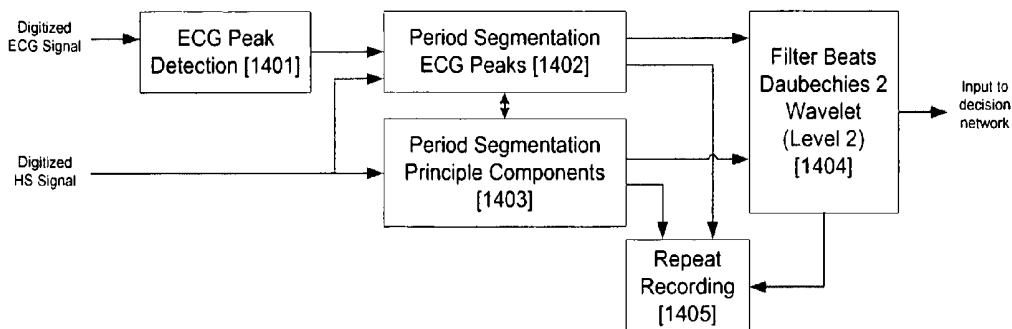 Digitized
ECG Signal
ECG Peak
Detection [1401]
Period Segmentation
ECG Peaks [1402]
Filter Beats
Daubechies 2
Wavelet
(Level 2)
[1404]
Input to
decision
network
Digitized
HS Signal
Period Segmentation
Principle Components
[1403]
Repeat
Recording
[1405]